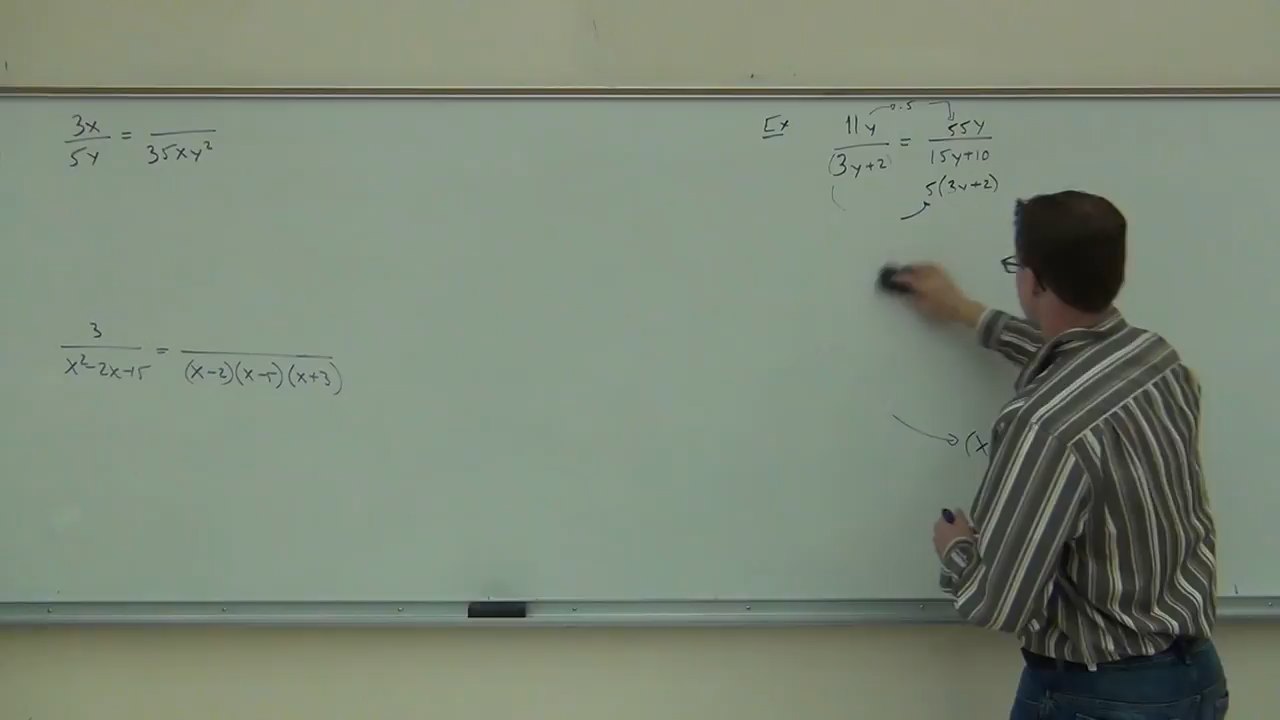 3x/5y = /35xy²
3/x²-2x-15 = /(x-2)(x-5)(x+3)
Ex 11y/(3y+2) = 55y/15y+10
5(3y+2)
(x